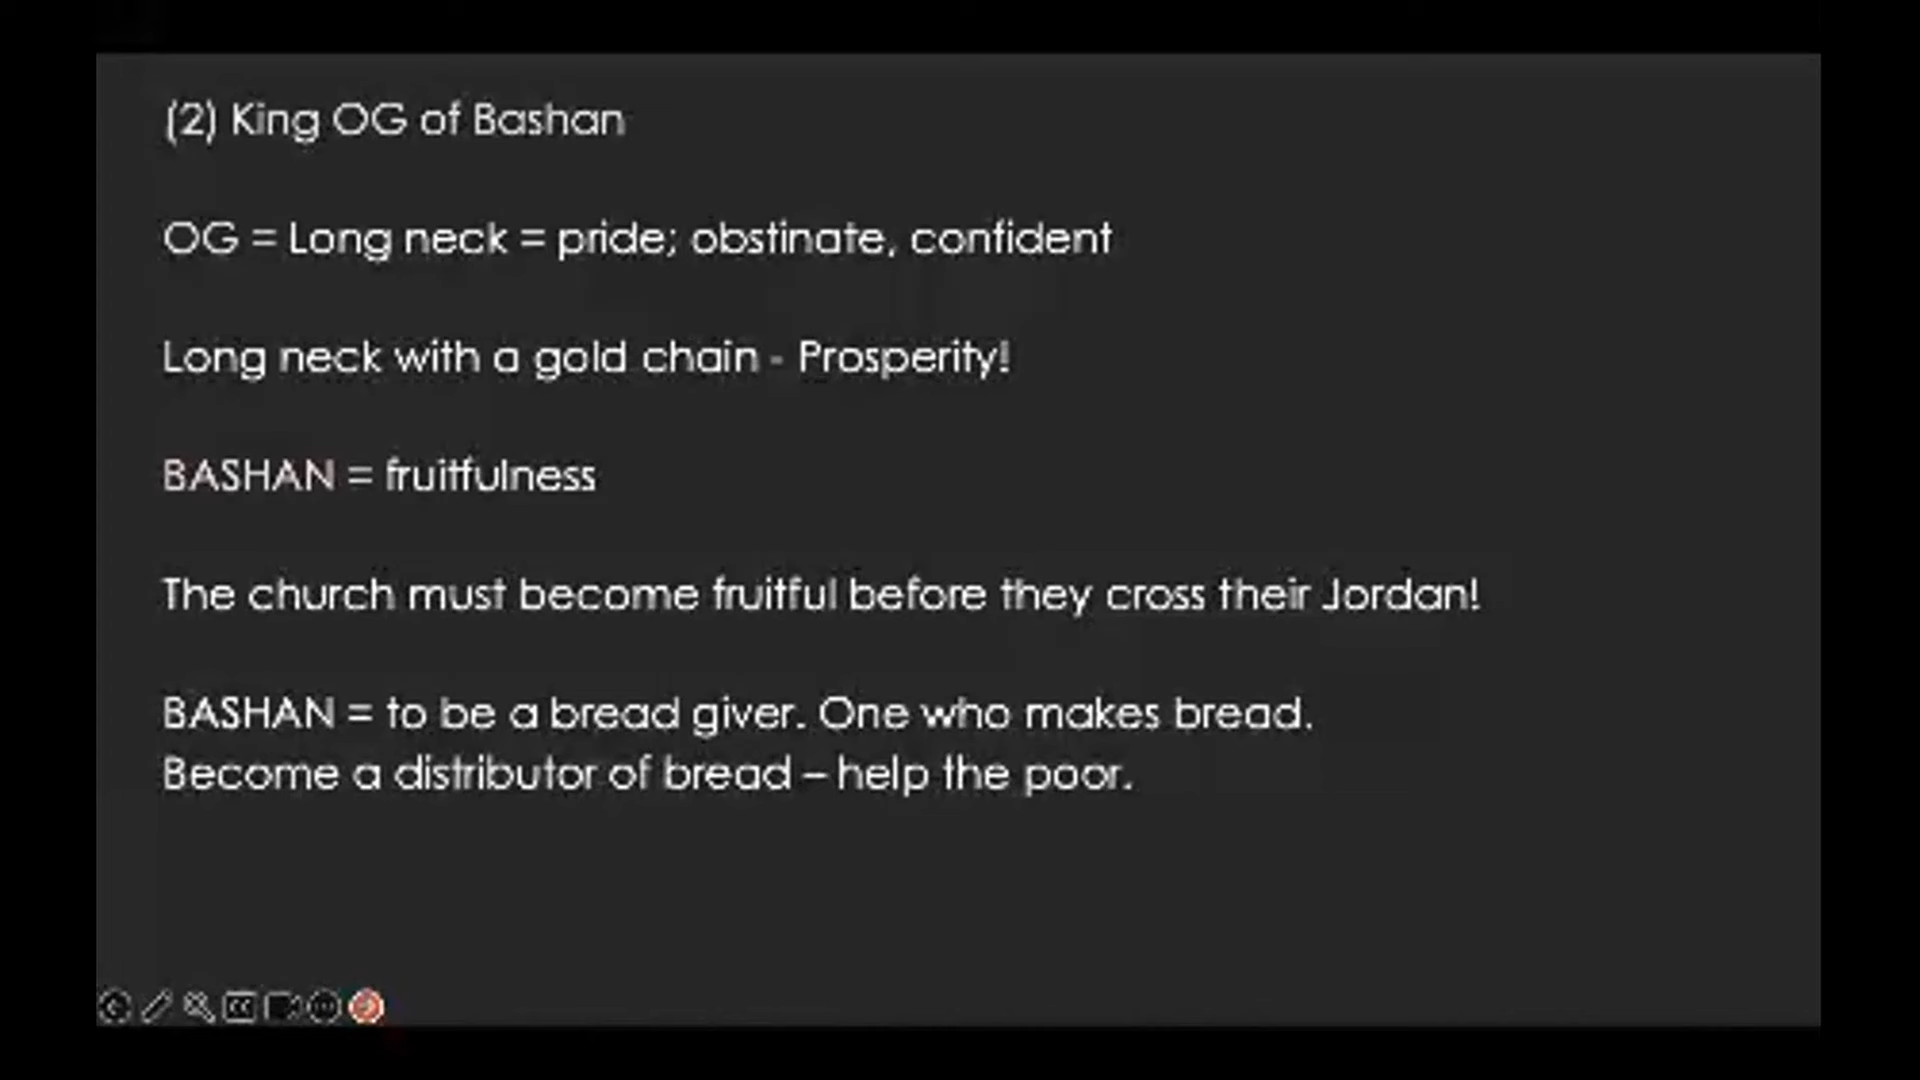 (2) King OG of Bashan
OG = Long neck = pride; obstinate, confident
Long neck with a gold chain - Prosperity!
BASHAN = fruitfulness
The church must become fruitful before they cross their Jordan!
BASHAN = to be a bread giver. One who makes bread.
Become a distributor of bread – help the poor.